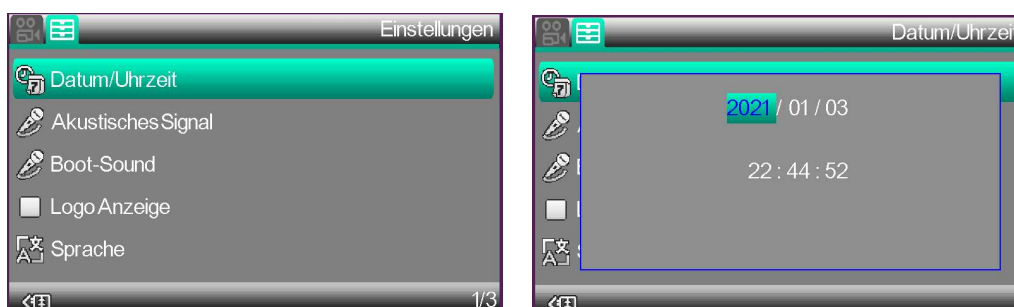 Einstellungen
Datum/Uhrzeit
Akustisches Signal
Boot-Sound
Logo Anzeige
Sprache
1/3
Datum/Uhrzeit
2021 / 01 / 03
22 : 44 : 52